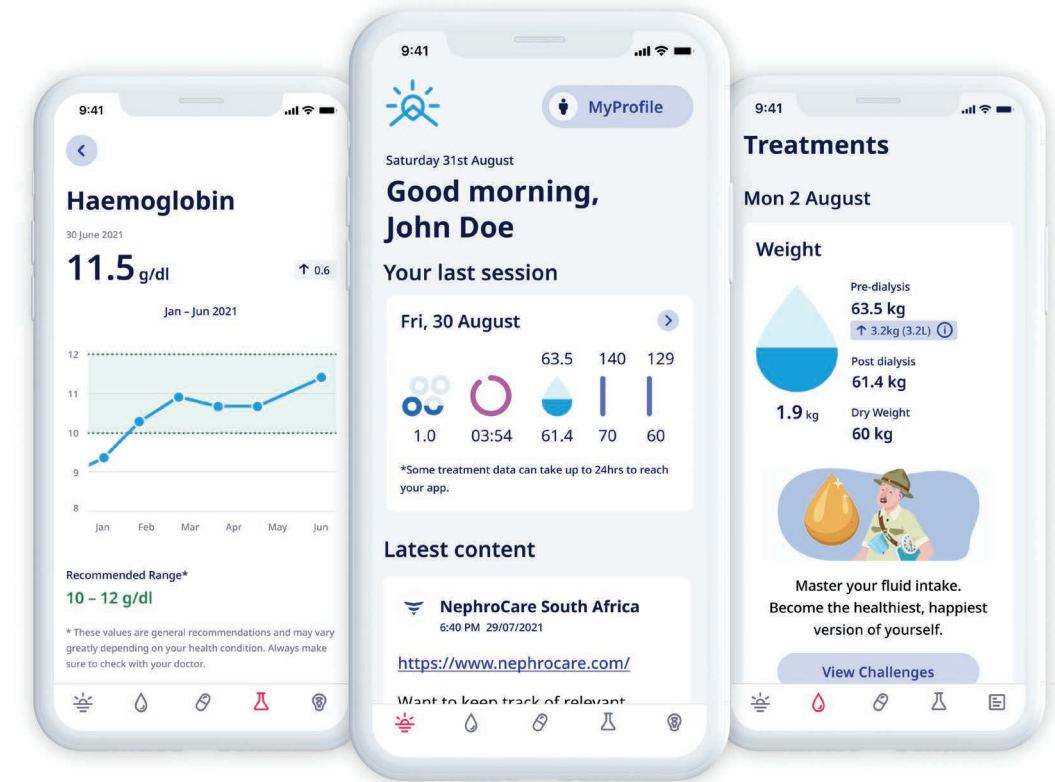 9:41
Haemoglobin
30 June 2021
11.5 g/dl
↑ 0.6
Jan – Jun 2021
12
11
10
9
8
Jan Feb Mar Apr May Jun
Recommended Range*
10 – 12 g/dl
* These values are general recommendations and may vary
greatly depending on your health condition. Always make
sure to check with your doctor.
9:41
MyProfile
Saturday 31st August
Good morning,
John Doe
Your last session
Fri, 30 August
63.5 140 129
1.0 03:54 61.4 70 60
*Some treatment data can take up to 24hrs to reach
your app.
Latest content
NephroCare South Africa
6:40 PM 29/07/2021
https://www.nephrocare.com/
Want to keep track of relevant
9:41
Treatments
Mon 2 August
Weight
Pre-dialysis
63.5 kg
↑ 3.2kg (3.2L)
Post dialysis
61.4 kg
1.9 kg
Dry Weight
60 kg
Master your fluid intake.
Become the healthiest, happiest
version of yourself.
View Challenges